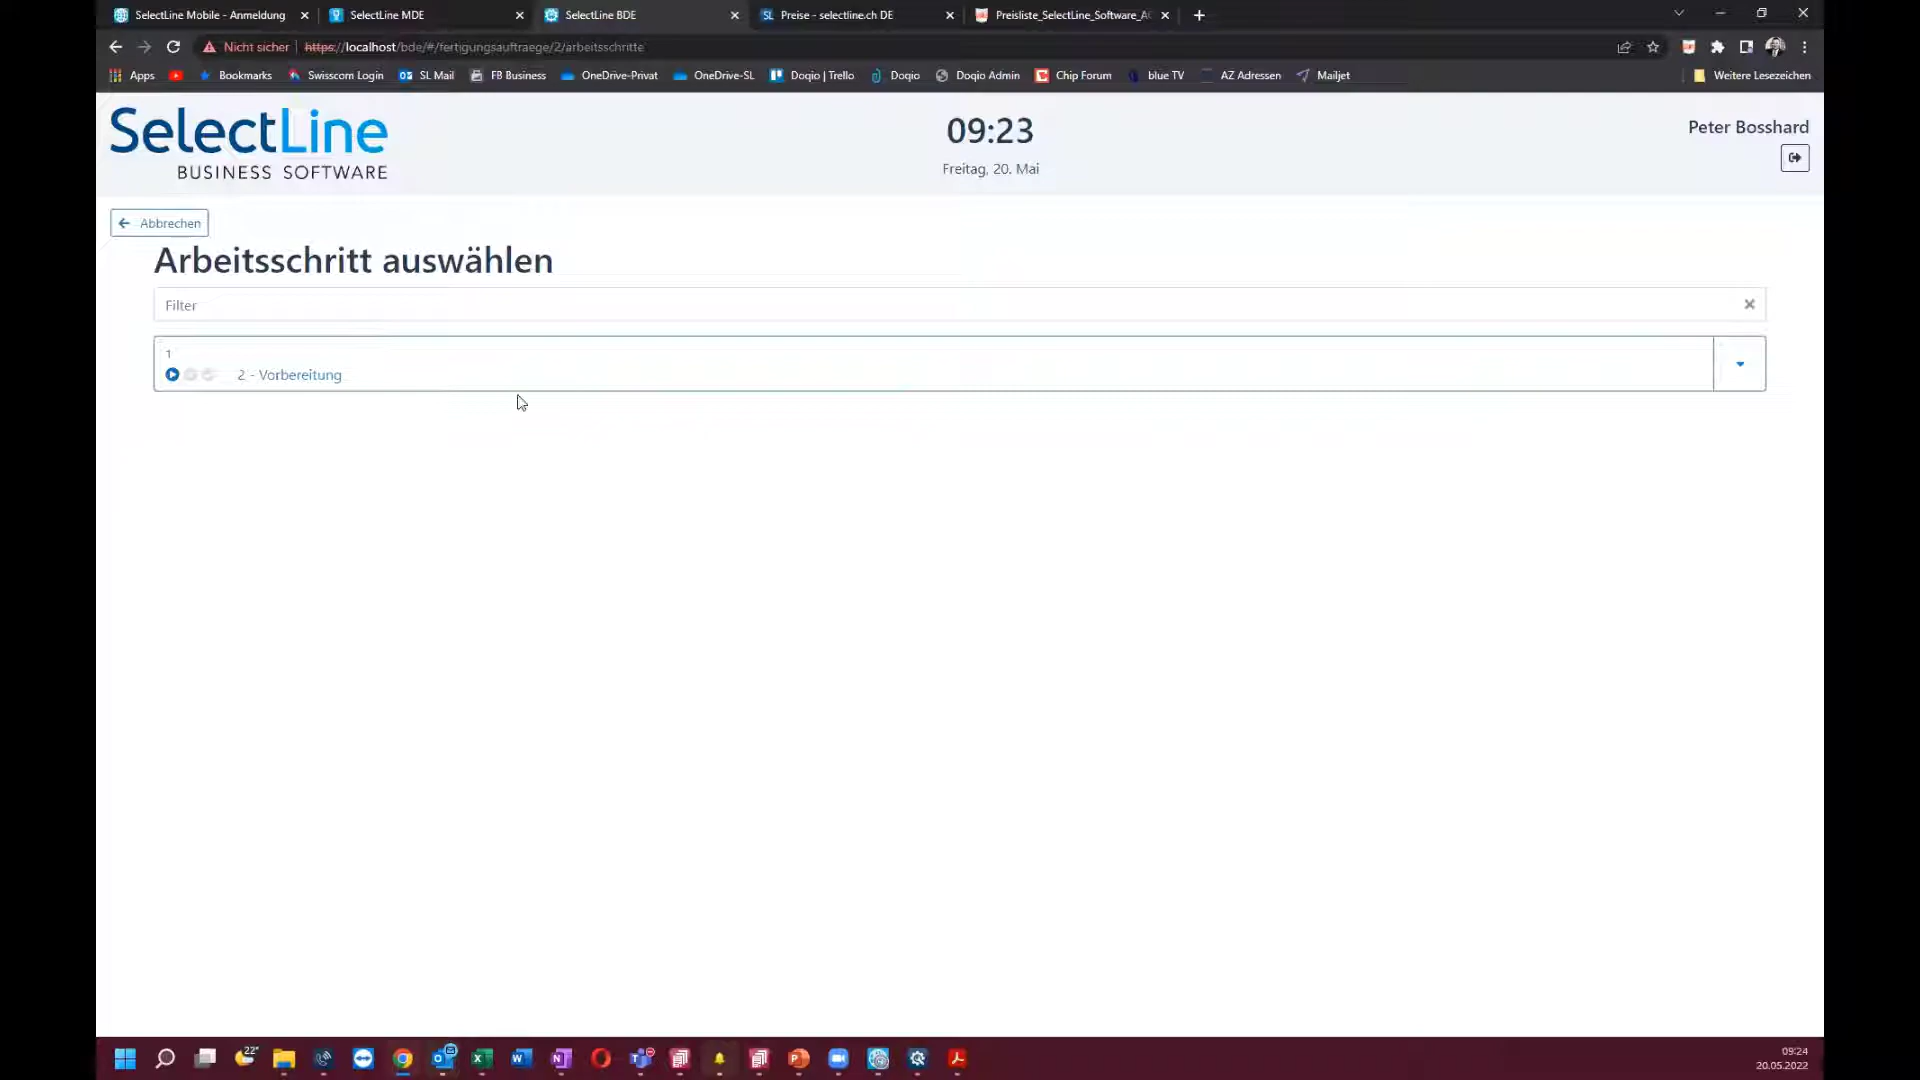 SelectLine Mobile - Anmeldung
SelectLine MDE
SelectLine BDE
SL Preise - selectline.ch DE
Preisliste_SelectLine_Software_A
Nicht sicher
https://localhost/bde/#/fertigungsauftraege/2/arbeitsschritte
Apps
Bookmarks
Swisscom Login
SL Mail
FB Business
OneDrive-Privat
OneDrive-SL
Doqio | Trello
Doqio
Doqio Admin
Chip Forum
blue TV
AZ Adressen
Mailjet
Weitere Lesezeichen
SelectLine
BUSINESS SOFTWARE
09:23
Freitag, 20. Mai
Peter Bosshard
Abbrechen
Arbeitsschritt auswählen
Filter
1
2 - Vorbereitung
22°
09:24
20.05.2022